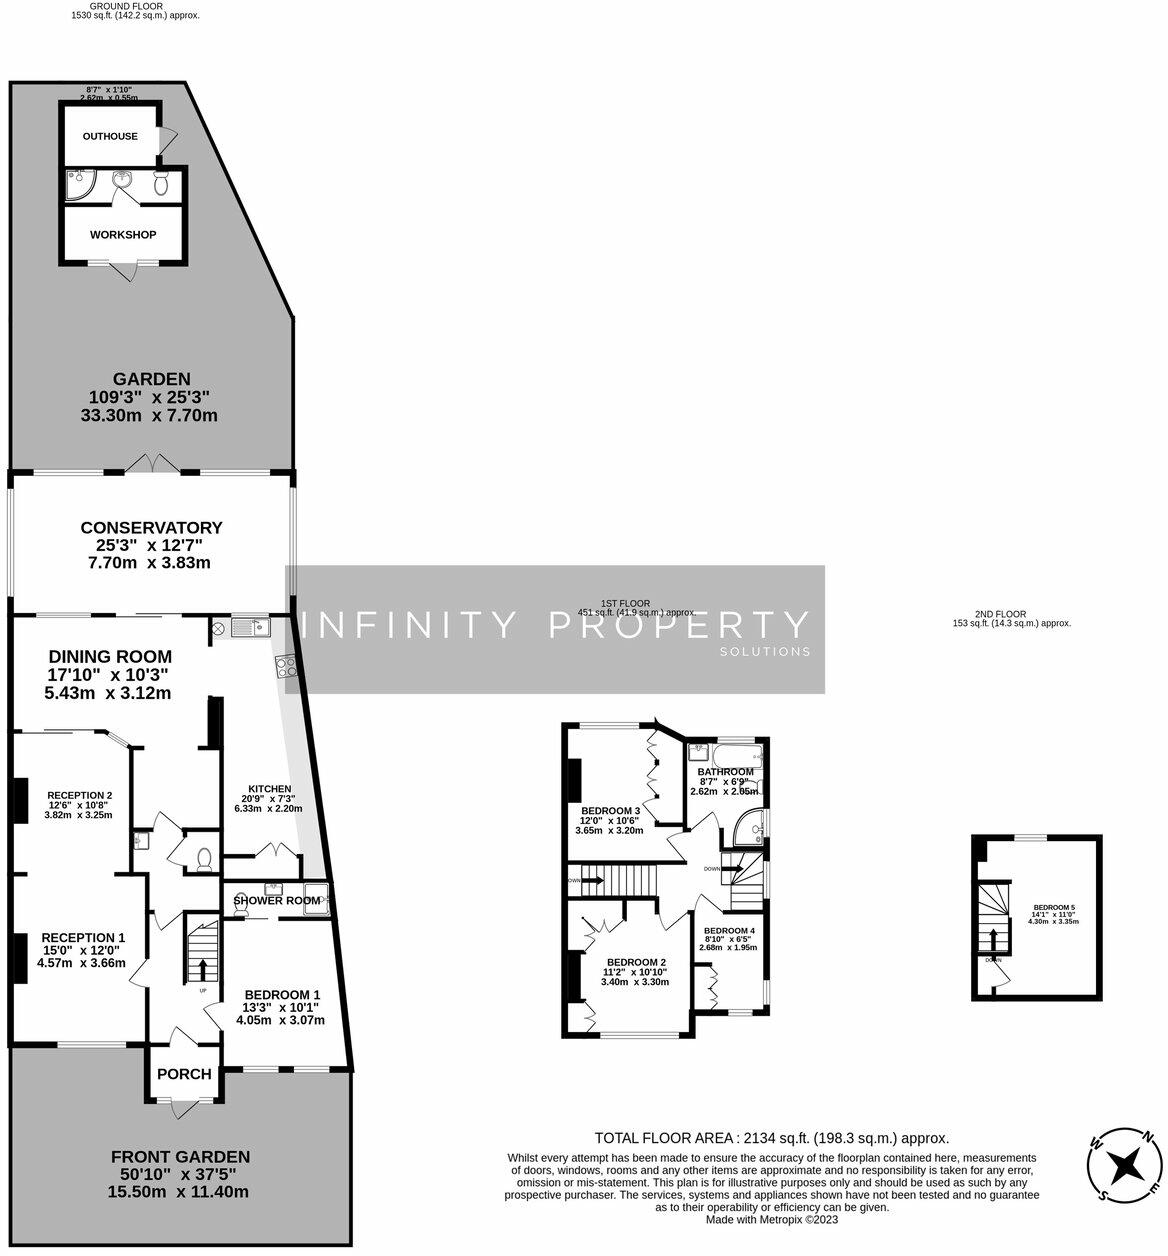 GROUND FLOOR
1530 sq.ft. (142.2 sq.m.) approx.
8'7" x 1'10"
2.62m x 0.55m
OUTHOUSE
WORKSHOP
GARDEN
109'3" x 25'3"
33.30m x 7.70m
CONSERVATORY
25'3" x 12'7"
7.70m x 3.83m
DINING ROOM
17'10" x 10'3"
5.43m x 3.12m
RECEPTION 2
12'6" x 10'8"
3.82m x 3.25m
KITCHEN
20'9" x 7'3"
6.33m x 2.20m
SHOWER ROOM
RECEPTION 1
15'0" x 12'0"
4.57m x 3.66m
UP
BEDROOM 1
13'3" x 10'1"
4.05m x 3.07m
PORCH
FRONT GARDEN
50'10" x 37'5"
15.50m x 11.40m
INFINITY PROPERTY
SOLUTIONS
1ST FLOOR
451 sq.ft. (41.9 sq.m.) approx.
BEDROOM 3
12'0" x 10'6"
3.65m x 3.20m
BATHROOM
8'7" x 6'9"
2.62m x 2.05m
DOWN
DOWN
BEDROOM 4
8'10" x 6'5"
2.68m x 1.95m
BEDROOM 2
11'2" x 10'10"
3.40m x 3.30m
2ND FLOOR
153 sq.ft. (14.3 sq.m.) approx.
BEDROOM 5
14'1" x 11'0"
4.30m x 3.35m
DOWN
TOTAL FLOOR AREA : 2134 sq.ft. (198.3 sq.m.) approx.
Whilst every attempt has been made to ensure the accuracy of the floorplan contained here, measurements
of doors, windows, rooms and any other items are approximate and no responsibility is taken for any error,
omission or mis-statement. This plan is for illustrative purposes only and should be used as such by any
prospective purchaser. The services, systems and appliances shown have not been tested and no guarantee
as to their operability or efficiency can be given.
Made with Metropix ©2023
N
W
E
S